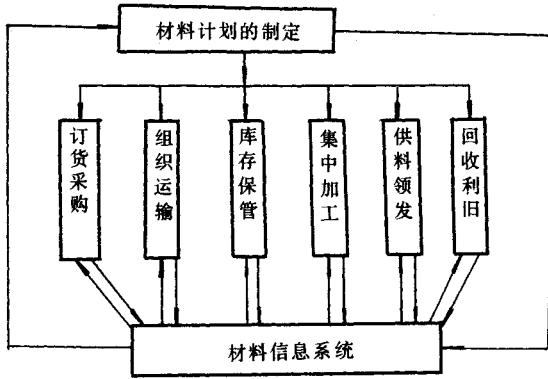 材料计划的制定
订货采购
组织运输
库存保管
集中加工
供料领发
回收利旧
材料信息系统